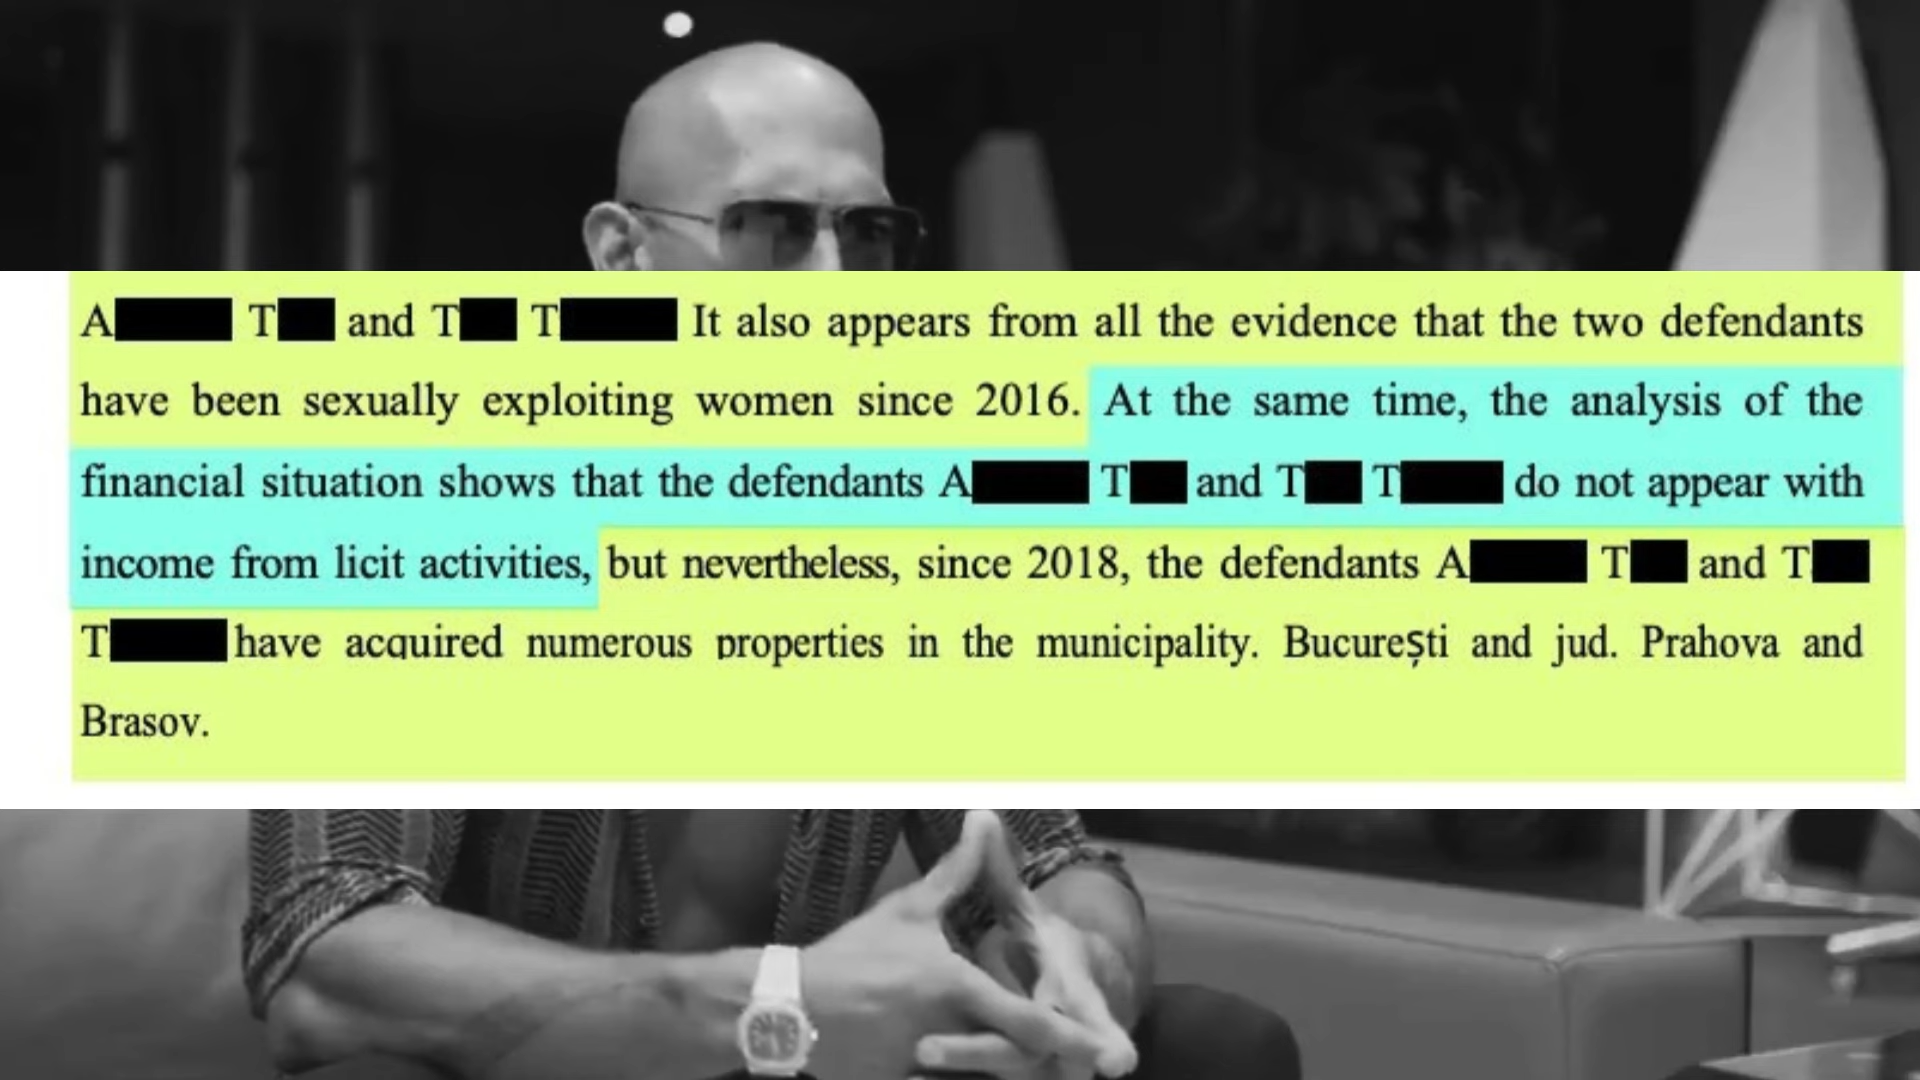 A T and T T It also appears from all the evidence that the two defendants
have been sexually exploiting women since 2016. At the same time, the analysis of the
financial situation shows that the defendants A T and T T do not appear with
income from licit activities, but nevertheless, since 2018, the defendants A T and T
T have acquired numerous properties in the municipality. București and jud. Prahova and
Brasov.